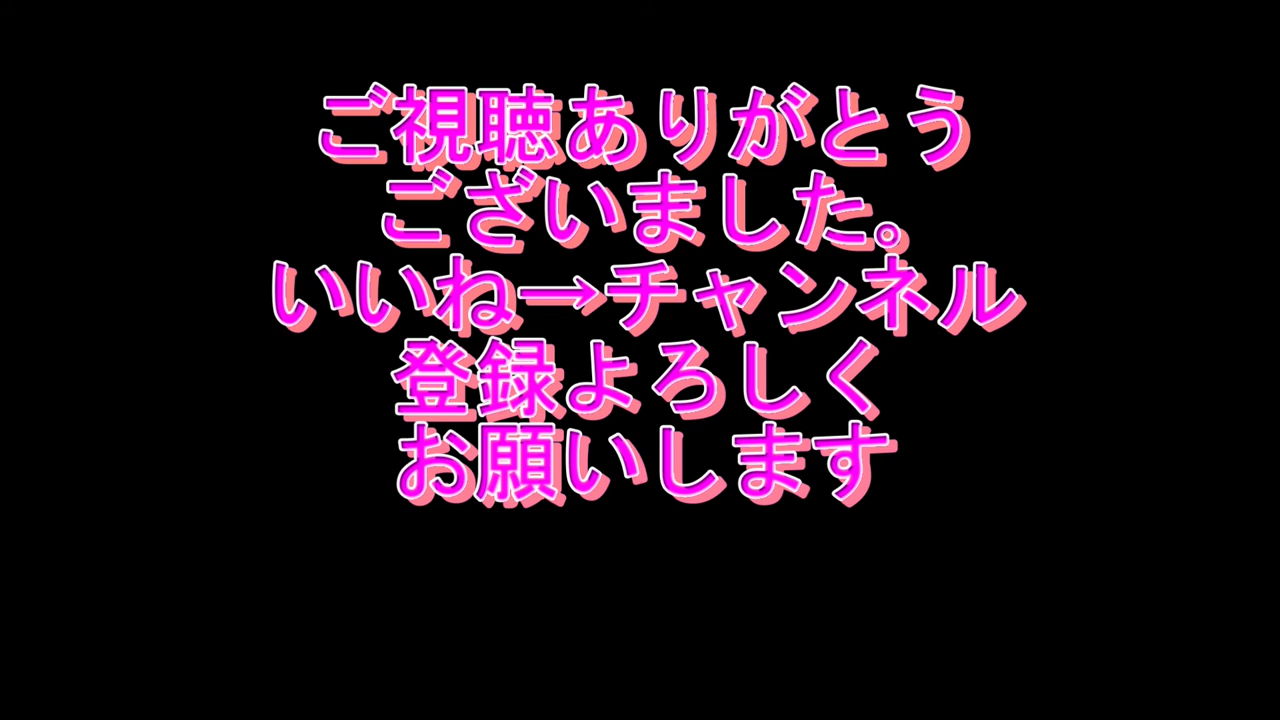 ご視聴ありがとう
ございました。
いいね→チャンネル
登録よろしく
お願いします